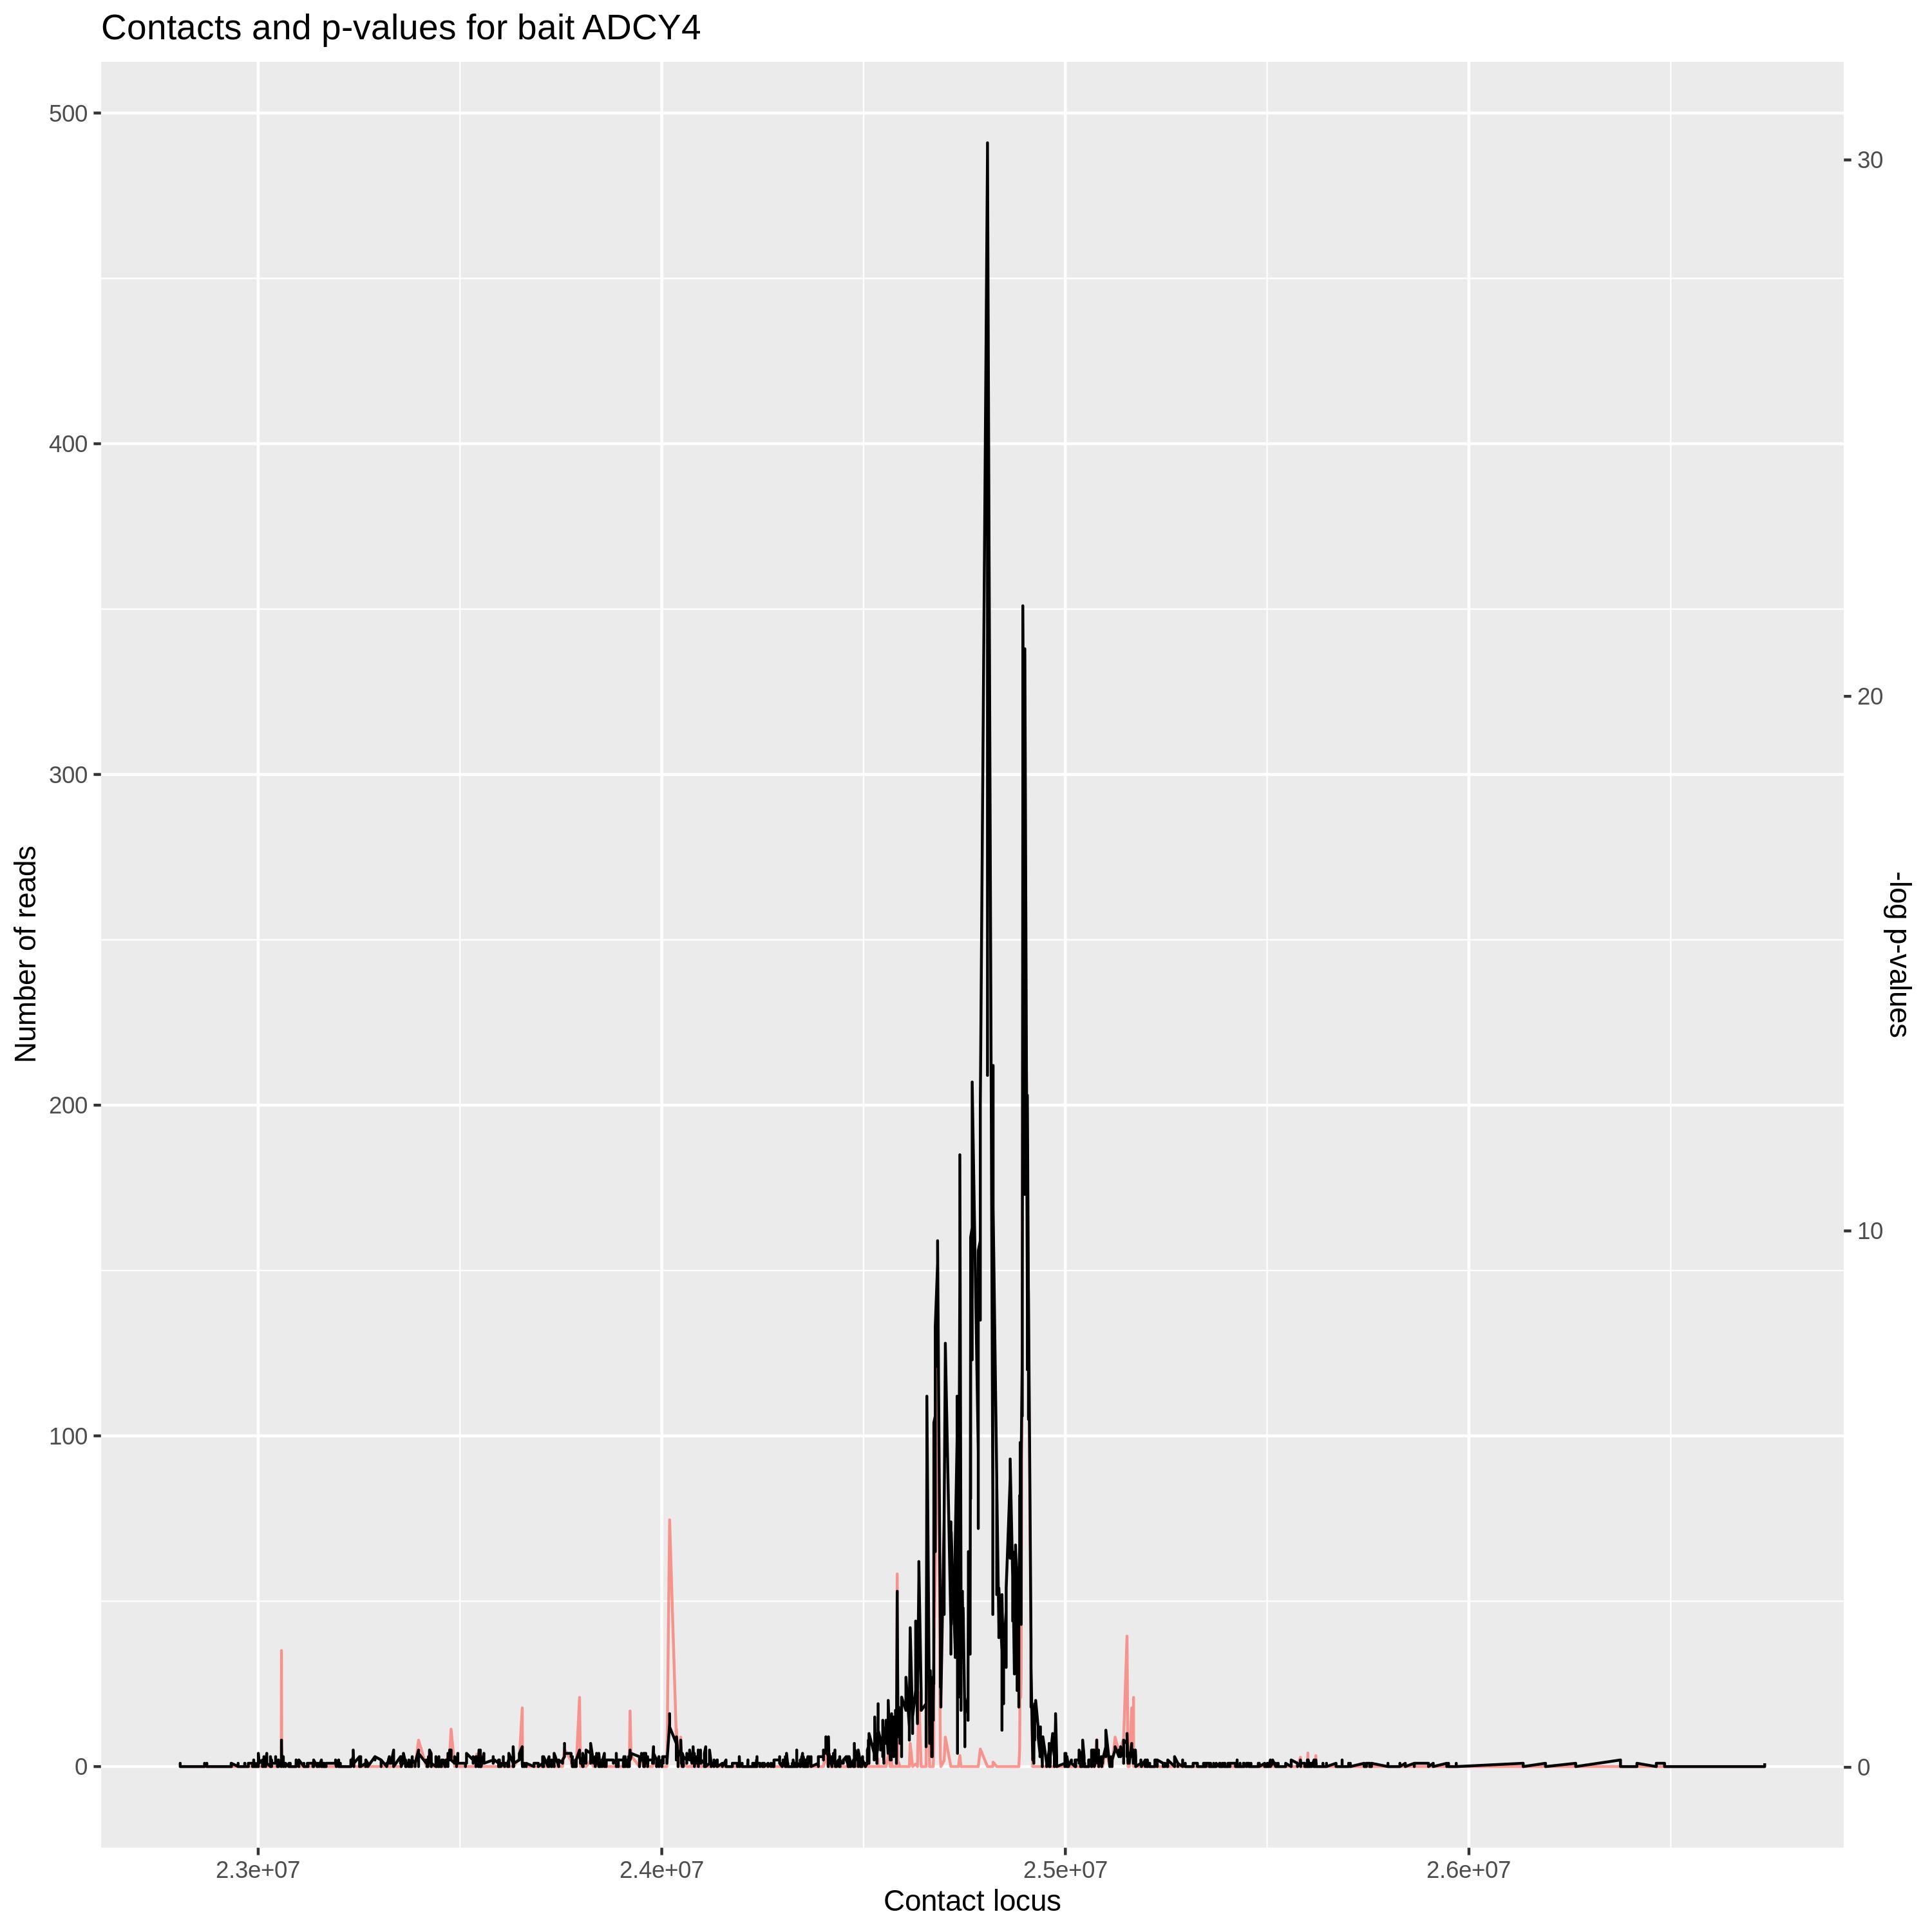 Contacts and p-values for bait ADCY4
500
400
300
200
100
0
30
20
10
0
Number of reads
-log p-values
2.3e+07
2.4e+07
2.5e+07
2.6e+07
Contact locus